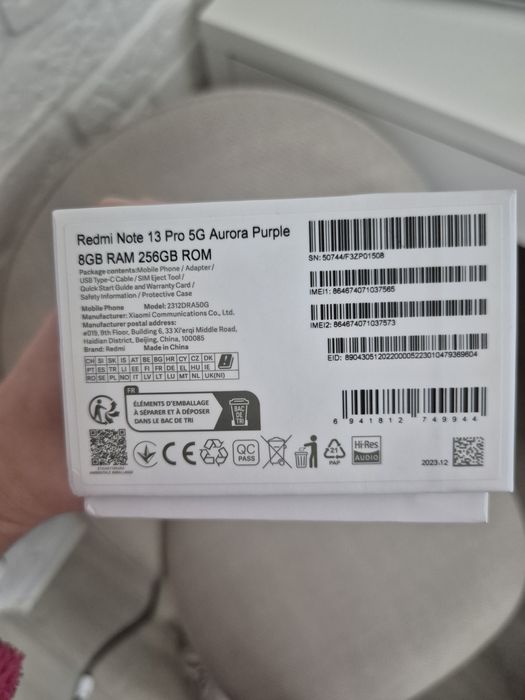 Redmi Note 13 Pro 5G Aurora Purple
8GB RAM 256GB ROM
Package contents:Mobile Phone / Adapter /
USB Type-C Cable / SIM Eject Tool /
Quick Start Guide and Warranty Card /
Safety Information / Protective Case
Mobile Phone Model: 2312DRA50G
Manufacturer: Xiaomi Communications Co., Ltd.
Manufacturer postal address:
#019, 9th Floor, Building 6, 33 Xi'erqi Middle Road,
Haidian District, Beijing, China, 100085
Brand: Redmi Made in China
CH SI SK IS AT BE BG HR CY CZ DK
PT ES TR LI EE FI FR DE EL HU IE
RO SE PL NO IT LV LT LU MT NL UK(NI)
FR
ÉLÉMENTS D'EMBALLAGE
À SÉPARER ET À DÉPOSER
DANS LE BAC DE TRI
BAC
DE
TRI
CE
QC
PASS
21
PAP
Hi-Res
AUDIO
SN: 50744/F3ZP01508
IMEI1: 864674071037565
IMEI2: 864674071037573
EID: 89043051202200005223010479369604
6 941812 749944
2023.12